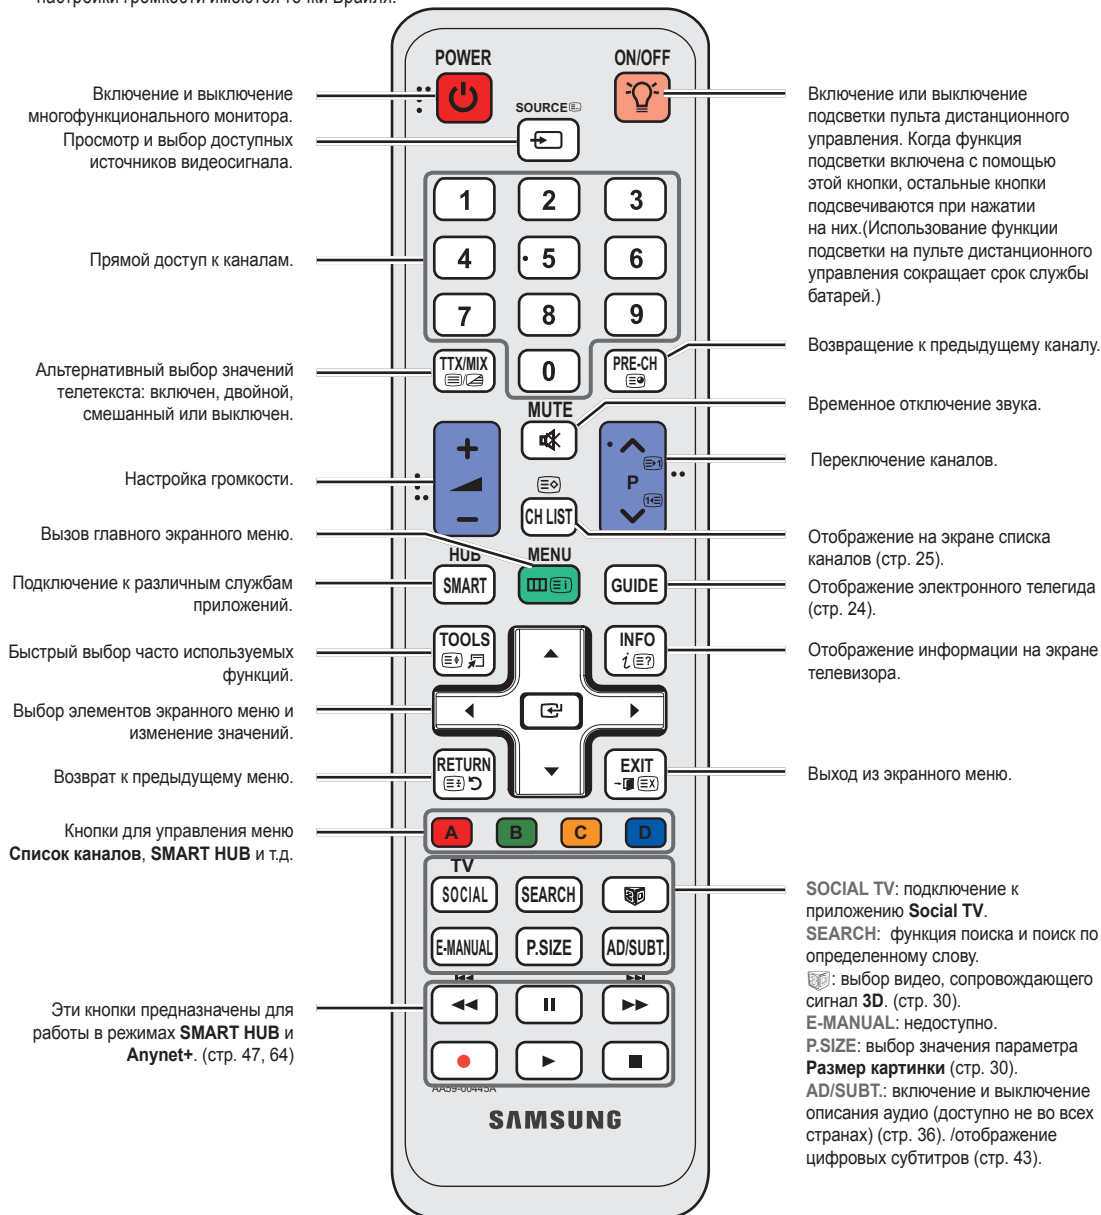 настройки громкости имеются точки Брайля.
POWER
ON/OFF
SOURCE
Включение и выключение
многофункционального монитора.
Просмотр и выбор доступных
источников видеосигнала.
Включение или выключение
подсветки пульта дистанционного
управления. Когда функция
подсветки включена с помощью
этой кнопки, остальные кнопки
подсвечиваются при нажатии
на них.(Использование функции
подсветки на пульте дистанционного
управления сокращает срок службы
батарей.)
1 2 3
Прямой доступ к каналам.
4 5 6
7 8 9
TTX/MIX
0
PRE-CH
Альтернативный выбор значений
телетекста: включен, двойной,
смешанный или выключен.
Возвращение к предыдущему каналу.
MUTE
Временное отключение звука.
P
Настройка громкости.
Переключение каналов.
CH LIST
Вызов главного экранного меню.
Отображение на экране списка
каналов (стр. 25).
HUB
MENU
SMART
GUIDE
Подключение к различным службам
приложений.
Отображение электронного телегида
(стр. 24).
TOOLS
INFO
Быстрый выбор часто используемых
функций.
Отображение информации на экране
телевизора.
Выбор элементов экранного меню и
изменение значений.
RETURN
EXIT
Возврат к предыдущему меню.
Выход из экранного меню.
Кнопки для управления меню
Список каналов, SMART HUB и т.д.
A B C D
TV
SOCIAL SEARCH
E-MANUAL P.SIZE AD/SUBT.
SOCIAL TV: подключение к
приложению Social TV.
SEARCH: функция поиска и поиск по
определенному слову.
: выбор видео, сопровождающего
сигнал 3D. (стр. 30).
E-MANUAL: недоступно.
P.SIZE: выбор значения параметра
Размер картинки (стр. 30).
AD/SUBT.: включение и выключение
описания аудио (доступно не во всех
странах) (стр. 36). /отображение
цифровых субтитров (стр. 43).
Эти кнопки предназначены для
работы в режимах SMART HUB и
Anynet+. (стр. 47, 64)
AA59-00445A
SAMSUNG